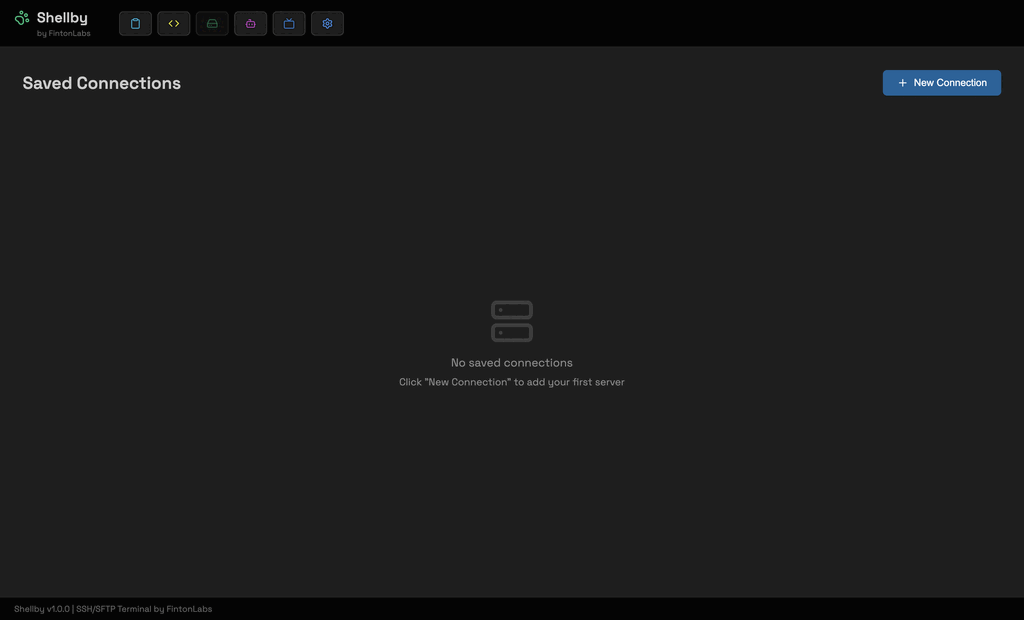 Shellby
by FintonLabs
Saved Connections
New Connection
No saved connections
Click "New Connection" to add your first server
Shellby v1.0.0 | SSH/SFTP Terminal by FintonLabs